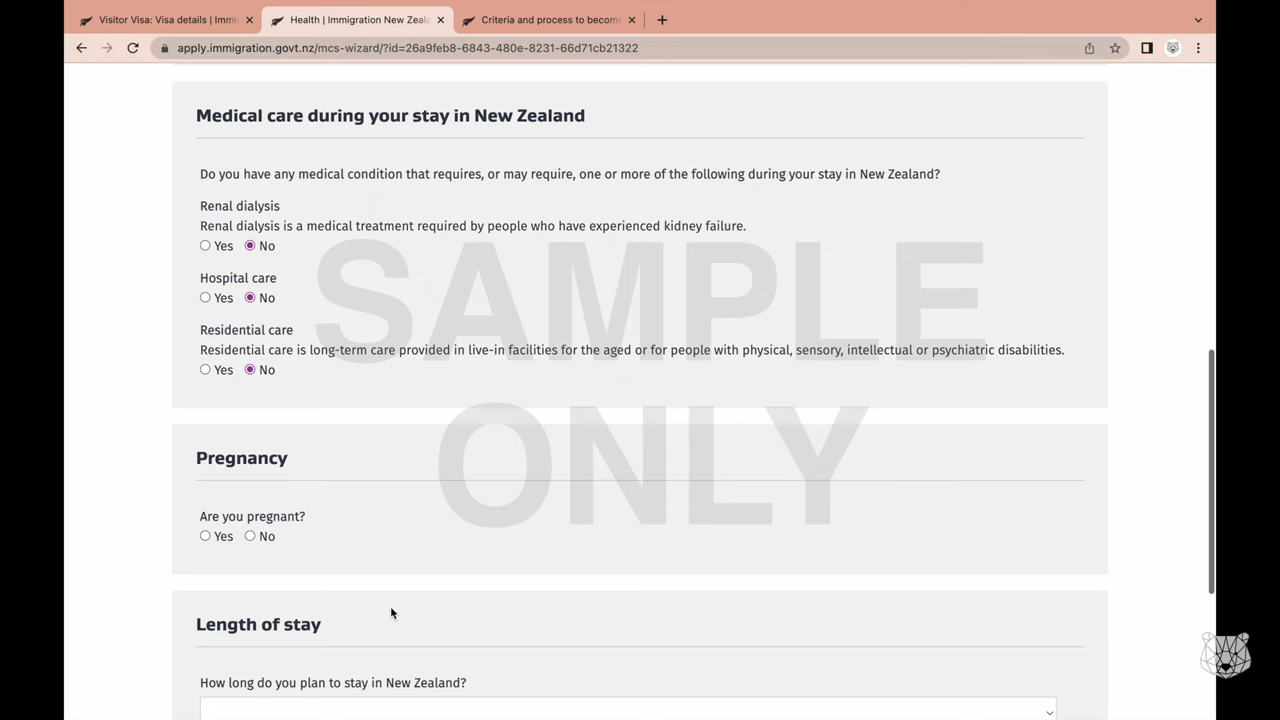 Visitor Visa: Visa details | Immi
Health | Immigration New Zeal
Criteria and process to becom
apply.immigration.govt.nz/mcs-wizard/?id=26a9feb8-6843-480e-8231-66d71cb21322
Medical care during your stay in New Zealand
Do you have any medical condition that requires, or may require, one or more of the following during your stay in New Zealand?
Renal dialysis
Renal dialysis is a medical treatment required by people who have experienced kidney failure.
Yes No
Hospital care
Yes No
Residential care
Residential care is long-term care provided in live-in facilities for the aged or for people with physical, sensory, intellectual or psychiatric disabilities.
Yes No
SAMPLE
ONLY
Pregnancy
Are you pregnant?
Yes No
Length of stay
How long do you plan to stay in New Zealand?